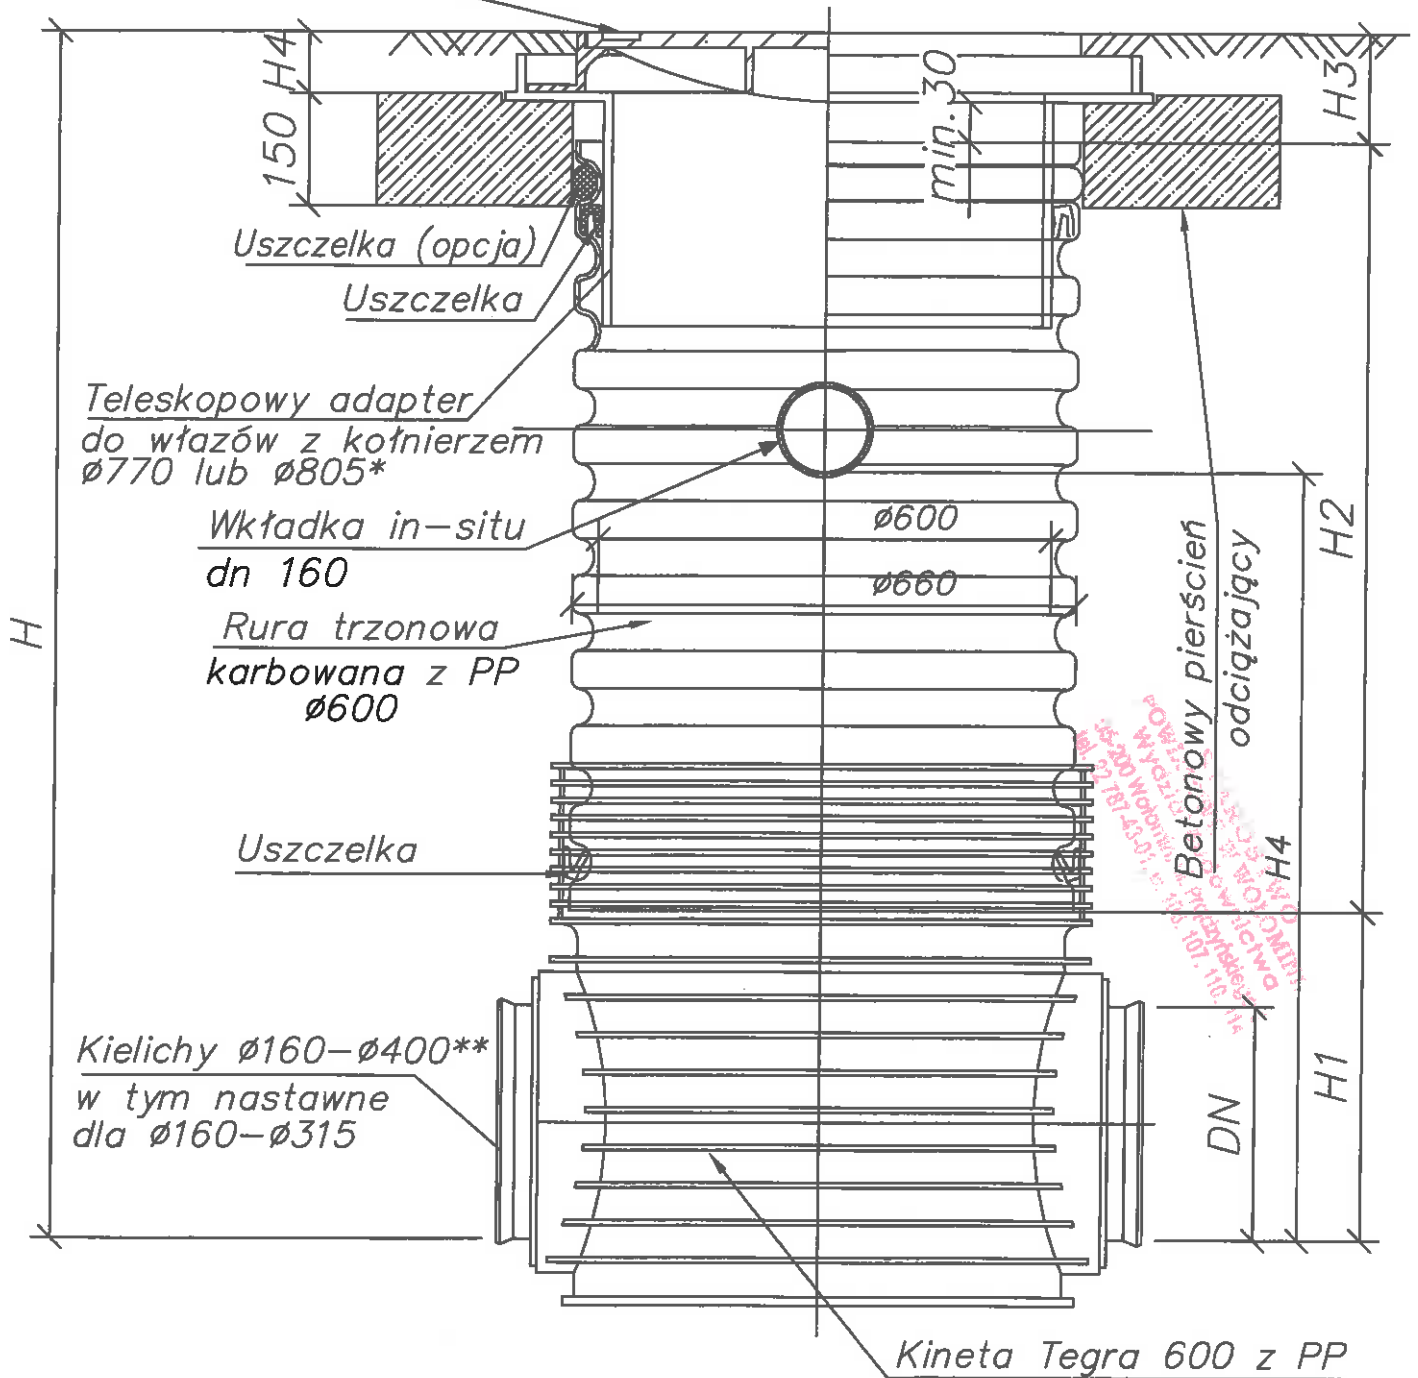 H4
150
H3
min. 30
Uszczelka (opcja)
Uszczelka
Teleskopowy adapter
do włazów z kołnierzem
ø770 lub ø805*
Wkładka in-situ
dn 160
ø600
ø660
Rura trzonowa
karbowana z PP
ø600
H
H2
Betonowy pierścień
odciążający
H4
Uszczelka
Kielichy ø160-ø400**
w tym nastawne
dla ø160-ø315
H1
DN
Kineta Tegra 600 z PP